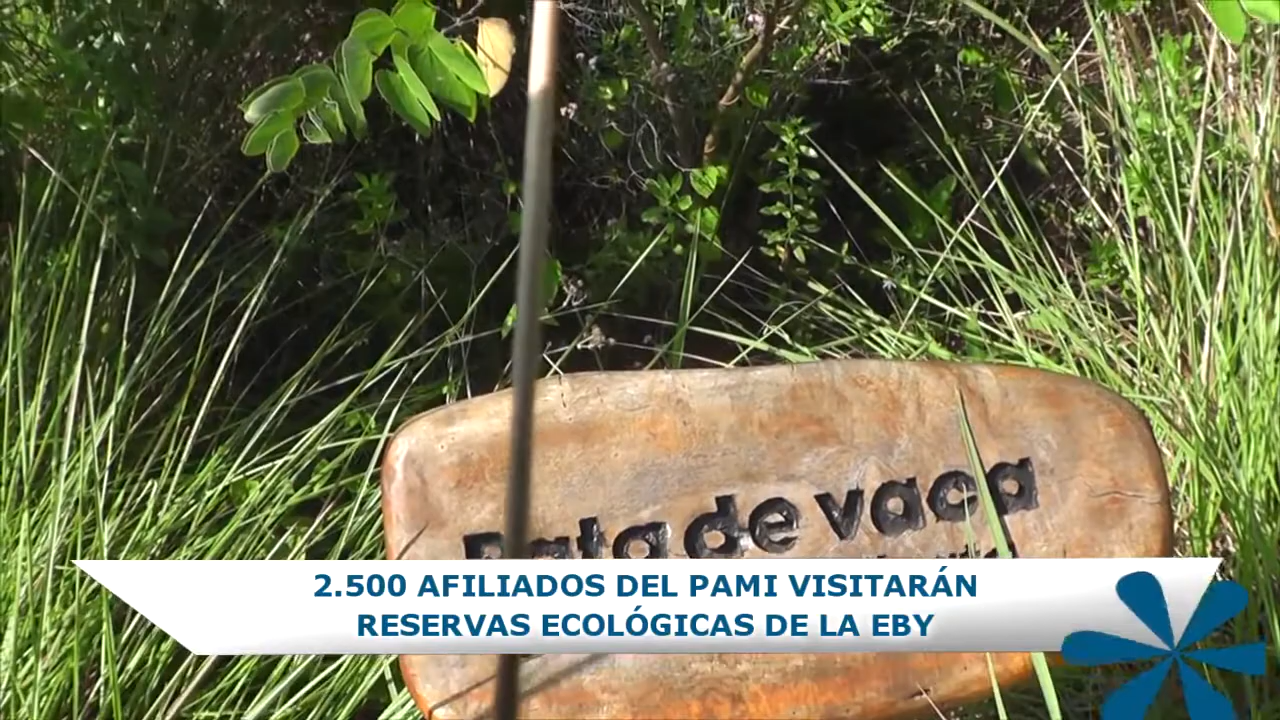 Pata de vaca
2.500 AFILIADOS DEL PAMI VISITARÁN
RESERVAS ECOLÓGICAS DE LA EBY